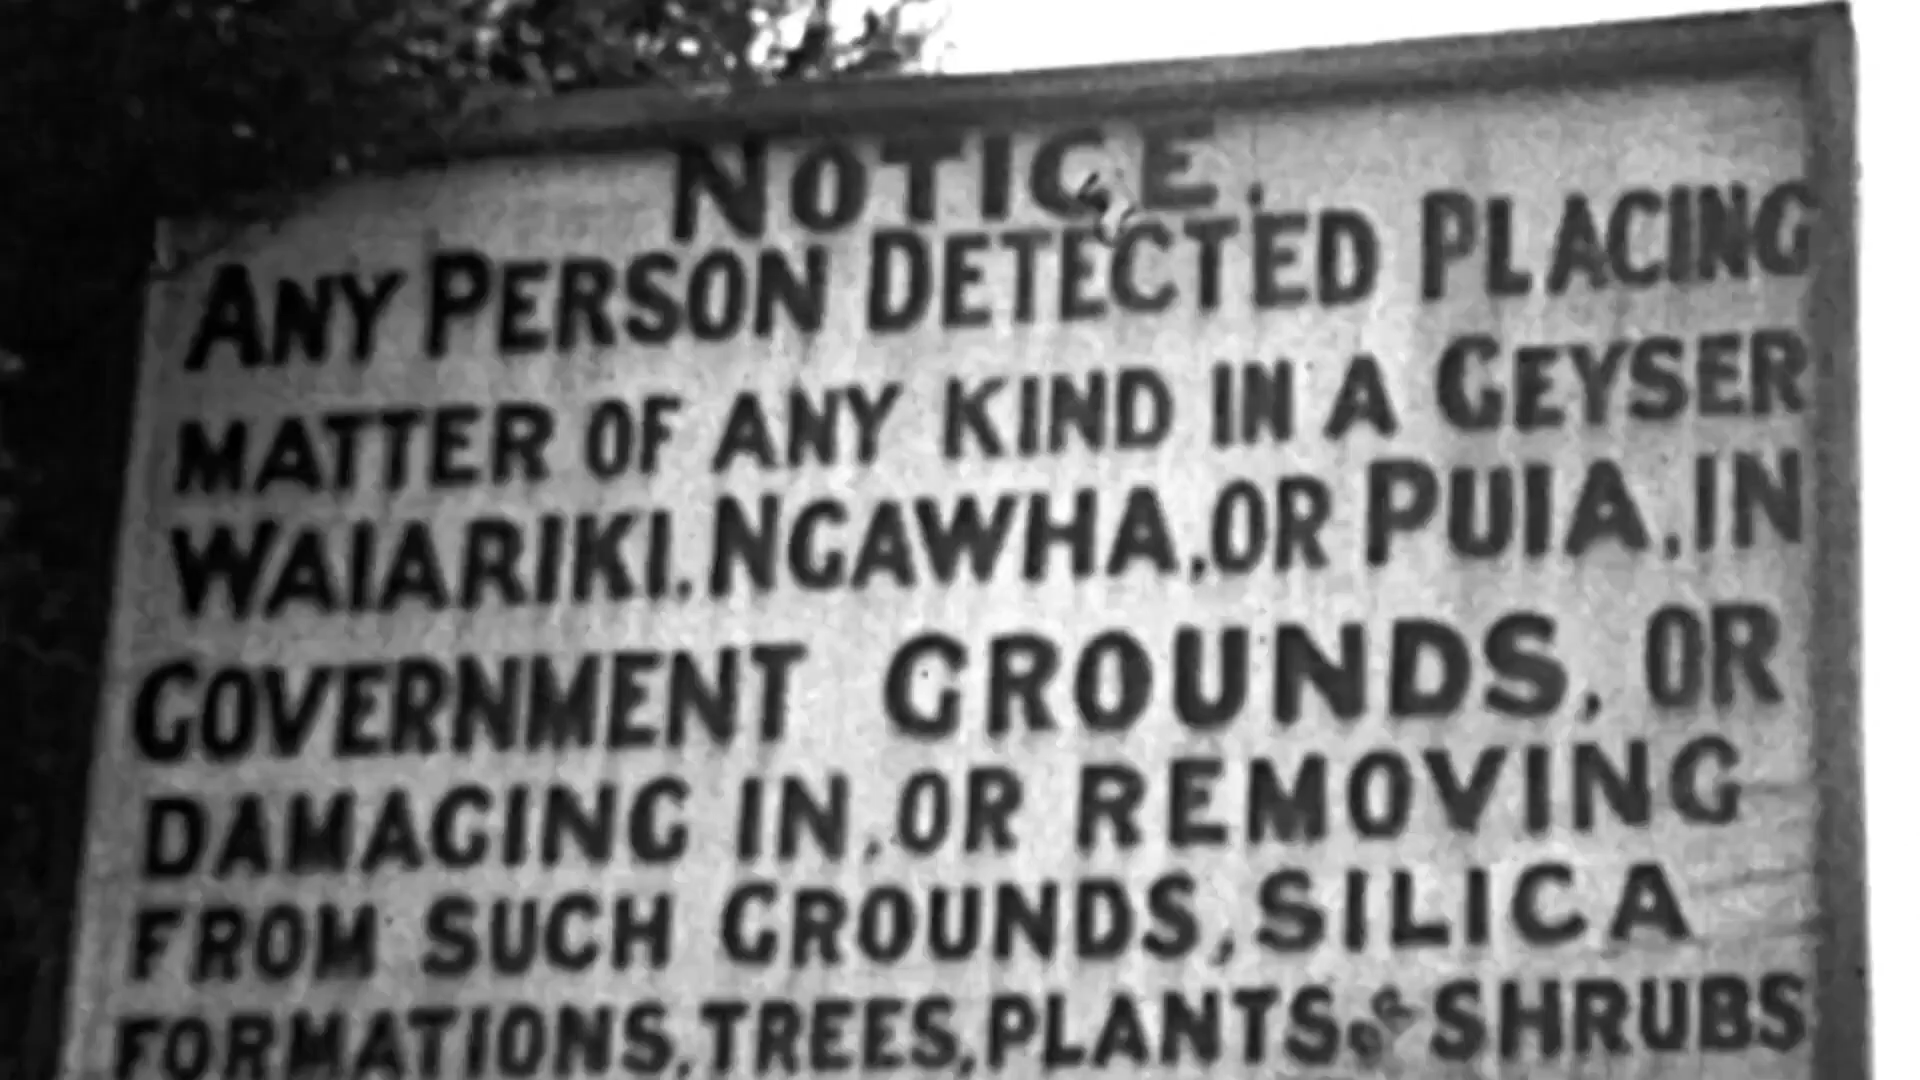 NOTICE.
ANY PERSON DETECTED PLACING
MATTER OF ANY KIND IN A GEYSER
WAIARIKI, NGAWHA, OR PUIA, IN
GOVERNMENT GROUNDS, OR
DAMAGING IN, OR REMOVING
FROM SUCH GROUNDS, SILICA
FORMATIONS, TREES, PLANTS, OR SHRUBS